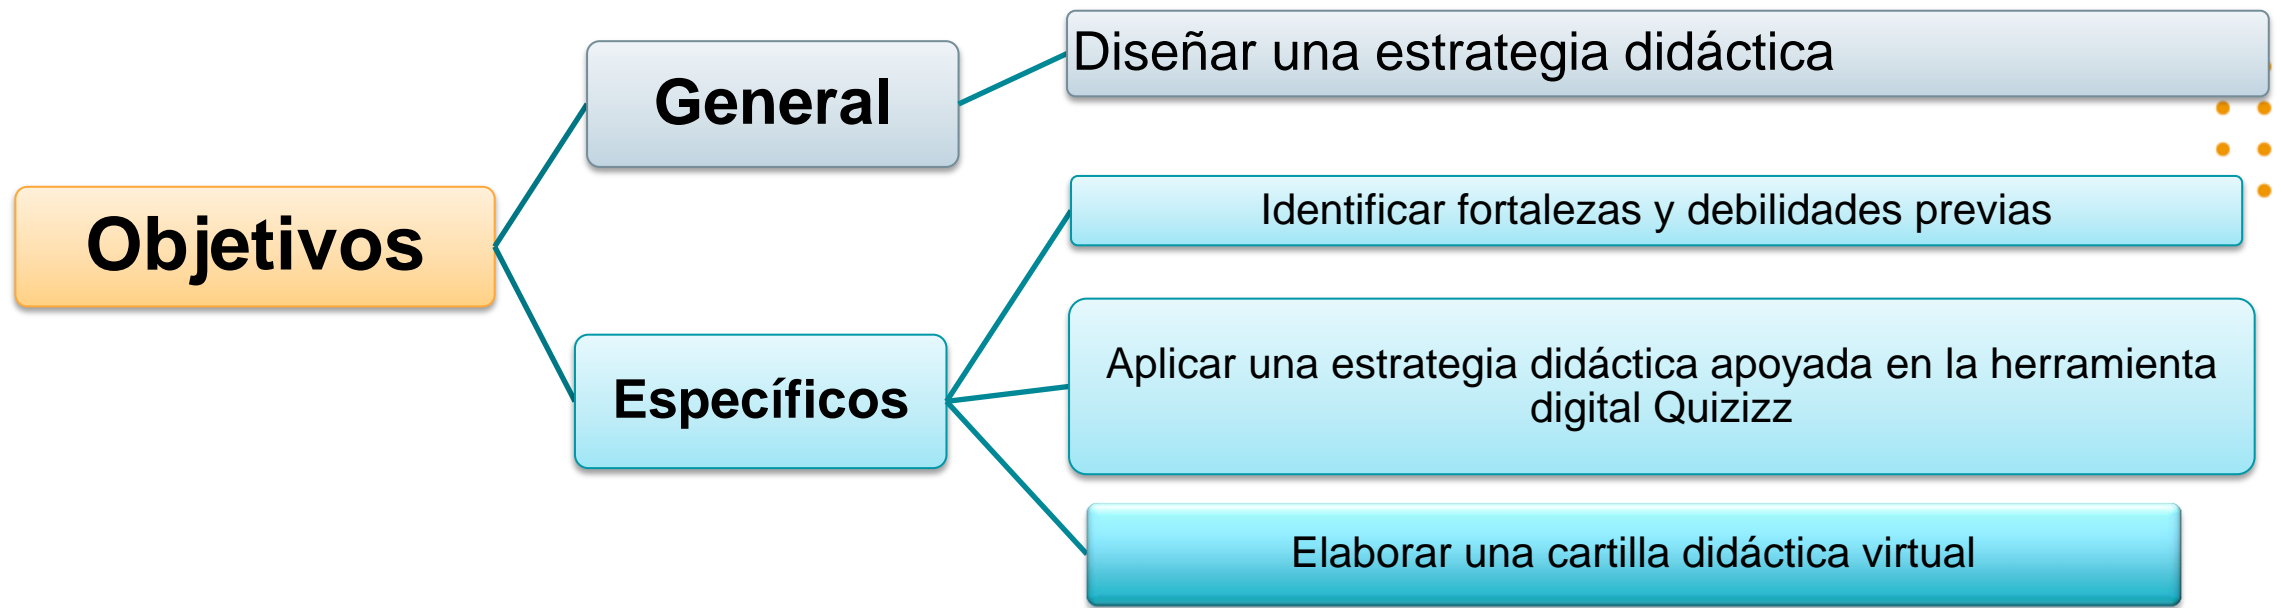 Objetivos
General
Diseñar una estrategia didáctica
Específicos
Identificar fortalezas y debilidades previas
Aplicar una estrategia didáctica apoyada en la herramienta
digital Quizizz
Elaborar una cartilla didáctica virtual